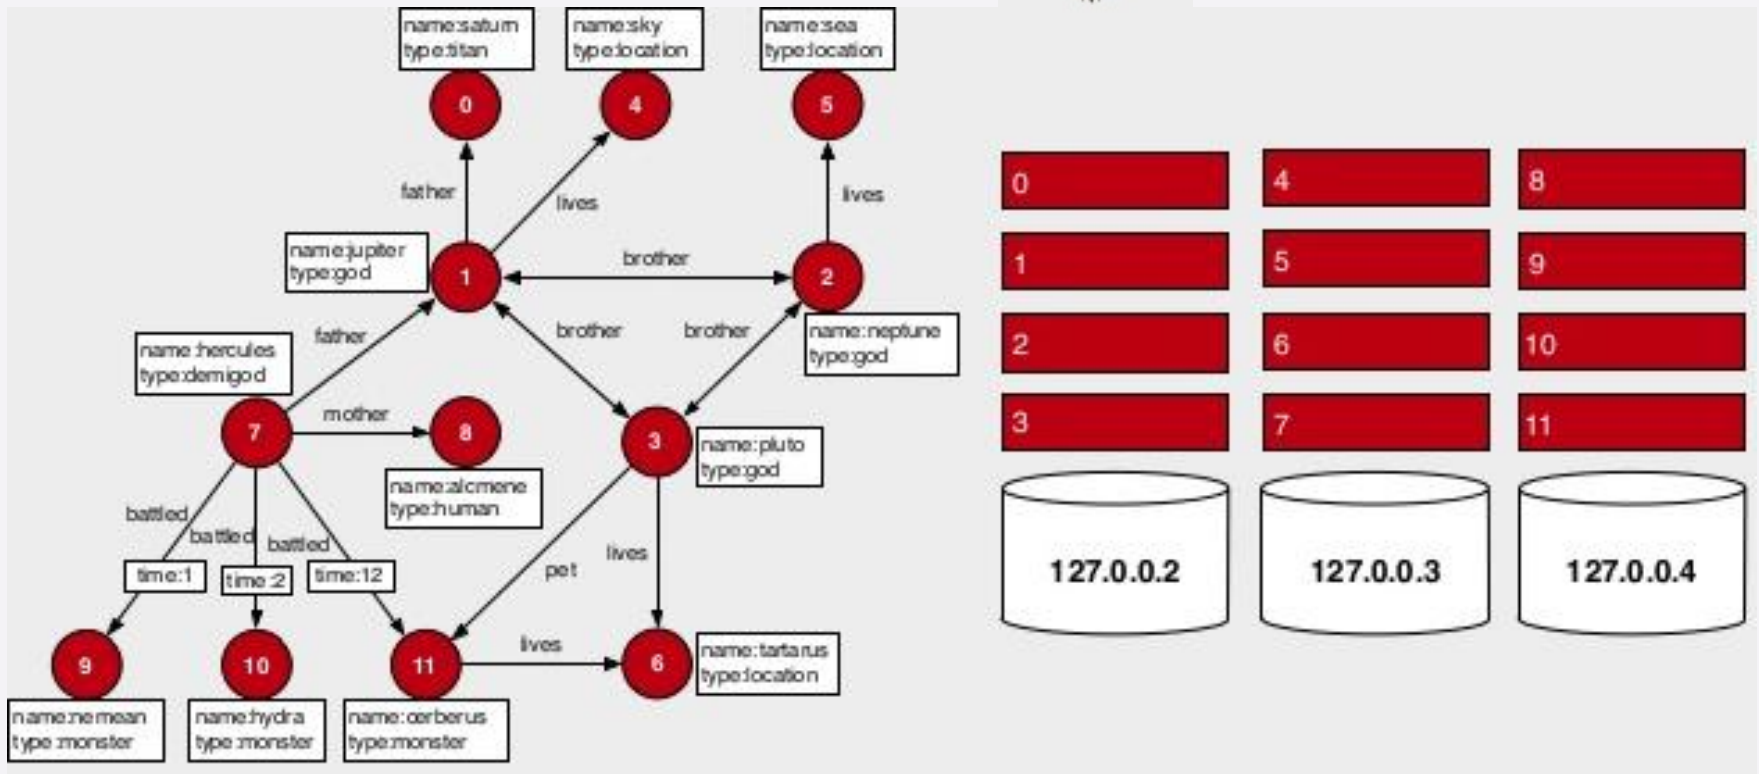 name:saturn
type:titan
name:sky
type:location
name:sea
type:location
0
4
5
father
lives
lives
name:jupiter
type:god
1
brother
2
father
brother
brother
name:neptune
type:god
name:hercules
type:demigod
7
mother
8
3
name:pluto
type:god
name:alcmene
type:human
battled
battled
battled
time:1
time:2
time:12
pet
lives
9
10
11
lives
6
name:tartarus
type:location
name:nemean
type:monster
name:hydra
type:monster
name:cerberus
type:monster
0
4
8
1
5
9
2
6
10
3
7
11
127.0.0.2
127.0.0.3
127.0.0.4